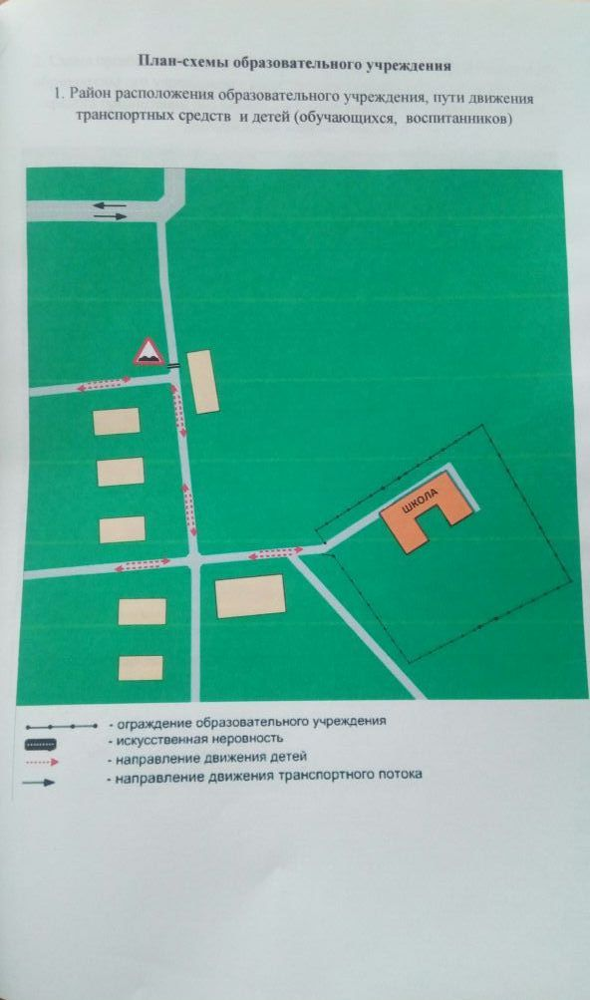 План-схемы образовательного учреждения
1. Район расположения образовательного учреждения, пути движения
транспортных средств и детей (обучающихся, воспитанников)
ШКОЛА
- ограждение образовательного учреждения
- искусственная неровность
- направление движения детей
- направление движения транспортного потока